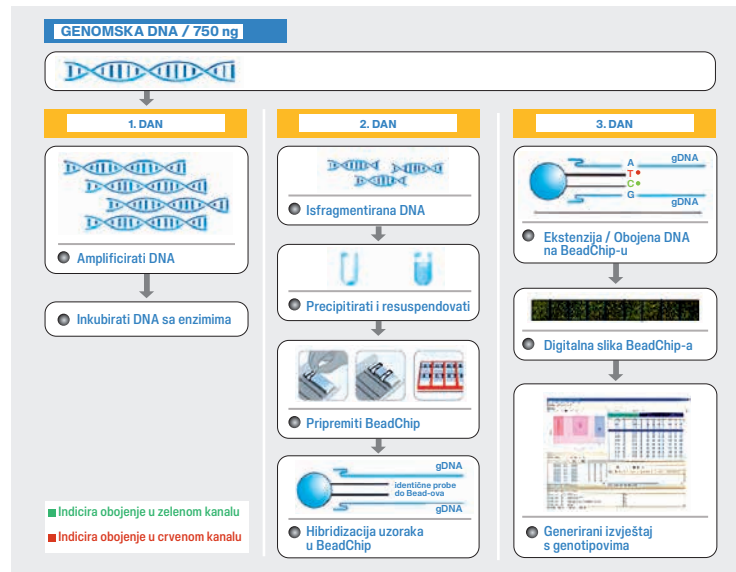 GENOMSKA DNA / 750 ng
1. DAN
Amplificirati DNA
Inkubirati DNA sa enzimima
2. DAN
Isfragmentirana DNA
Precipitirati i resuspendovati
Pripremiti BeadChip
gDNA
identične probe
do Bead-ova
gDNA
Hibridizacija uzoraka
u BeadChip
3. DAN
A gDNA
T
C
G gDNA
Ekstenzija / Obojena DNA
na BeadChip-u
Digitalna slika BeadChip-a
Generirani izvještaj
s genotipovima
Indicira obojenje u zelenom kanalu
Indicira obojenje u crvenom kanalu